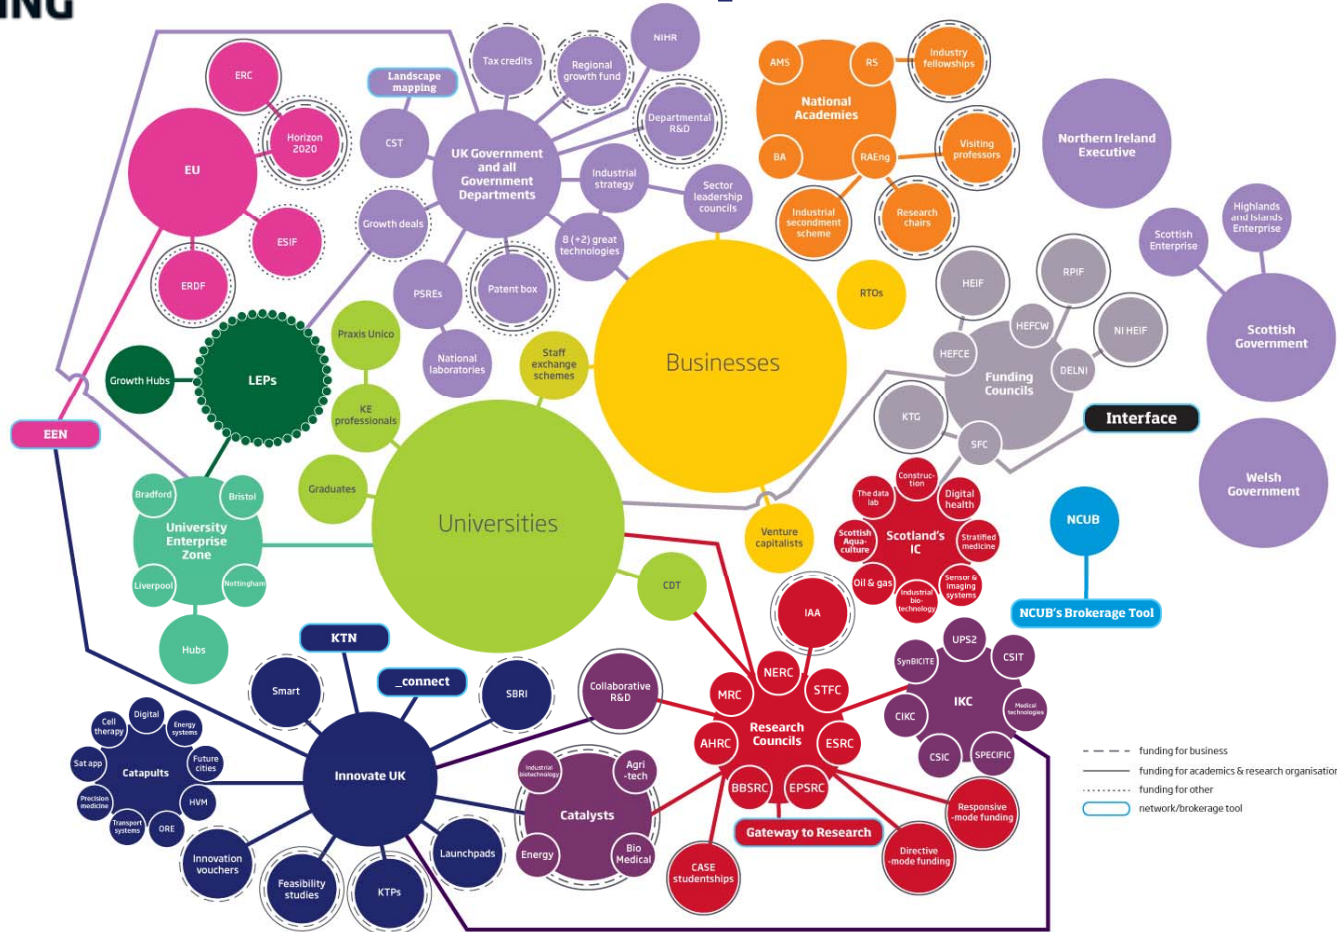 ING
ERC
Horizon
2020
EU
ESIF
ERDF
EEN
Landscape
mapping
CST
Tax credits
Regional
growth fund
NIHR
Departmental
R&D
UK Government
and all
Government
Departments
Industrial
strategy
Sector
leadership
councils
8 (+2) great
technologies
Growth deals
PSREs
Patent box
National
laboratories
AMS
RS
Industry
fellowships
National
Academies
BA
RAEng
Visiting
professors
Industrial
secondment
scheme
Research
chairs
Northern Ireland
Executive
Highlands
and Islands
Enterprise
Scottish
Enterprise
Scottish
Government
Welsh
Government
RTOs
HEIF
RPIF
NI HEIF
HEFCW
HEFCE
DELNI
Funding
Councils
KTG
SFC
Interface
Growth Hubs
LEPs
Praxis Unico
KE
professionals
Graduates
Staff
exchange
schemes
Businesses
Universities
Venture
capitalists
CDT
Bradford
Bristol
University
Enterprise
Zone
Liverpool
Nottingham
Hubs
Construc-
tion
The data
lab
Digital
health
Scottish
Aqua-
culture
Scotland's
IC
Stratified
medicine
Oil & gas
Industrial
bio-
technology
Sensor &
Imaging
systems
NCUB
NCUB's Brokerage Tool
KTN
_connect
Smart
SBRI
Innovate UK
Collaborative
R&D
Digital
Cell
therapy
Energy
systems
Sat app
Catapults
Future
cities
Precision
medicine
HVM
Transport
systems
ORE
Innovation
vouchers
Feasibility
studies
KTPs
Launchpads
Industrial
biotechnology
Agri
-tech
Catalysts
Energy
Bio
Medical
IAA
NERC
MRC
STFC
Research
Councils
AHRC
ESRC
BBSRC
EPSRC
Gateway to Research
CASE
studentships
Directive
-mode funding
Responsive
-mode funding
UPS2
SynBICITE
CSIT
IKC
CIKC
Medical
technologies
CSIC
SPECIFIC
funding for business
funding for academics & research organisation
funding for other
network/brokerage tool